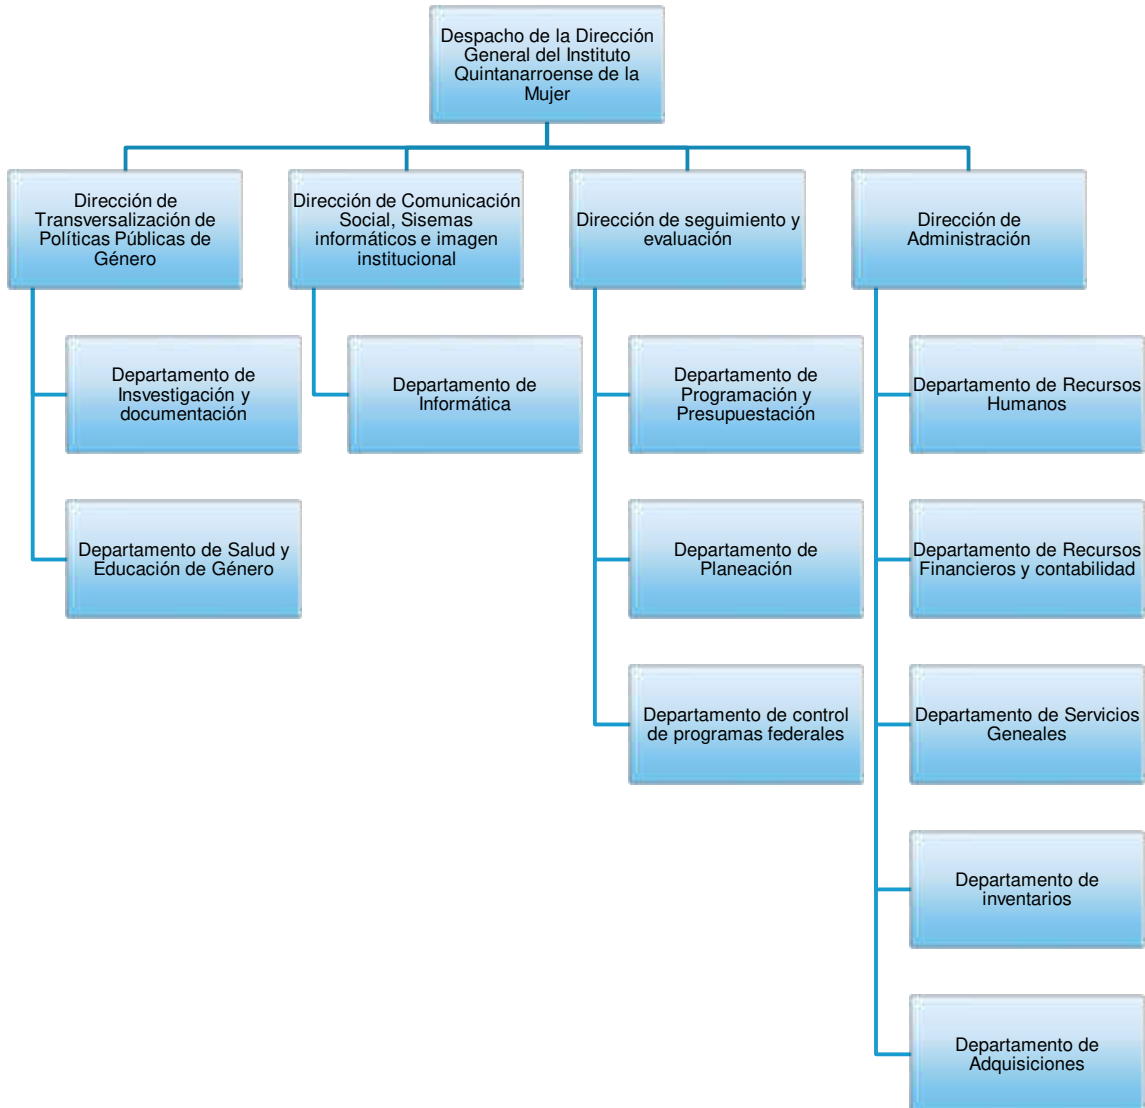 Despacho de la Dirección
General del Instituto
Quintanarroense de la
Mujer
Dirección de
Transversalización de
Políticas Públicas de
Género
Dirección de Comunicación
Social, Sisemas
informáticos e imagen
institucional
Dirección de seguimiento y
evaluación
Dirección de
Administración
Departamento de
Insvestigación y
documentación
Departamento de
Informática
Departamento de
Programación y
Presupuestación
Departamento de Recursos
Humanos
Departamento de Salud y
Educación de Género
Departamento de
Planeación
Departamento de Recursos
Financieros y contabilidad
Departamento de control
de programas federales
Departamento de Servicios
Geneales
Departamento de
inventarios
Departamento de
Adquisiciones